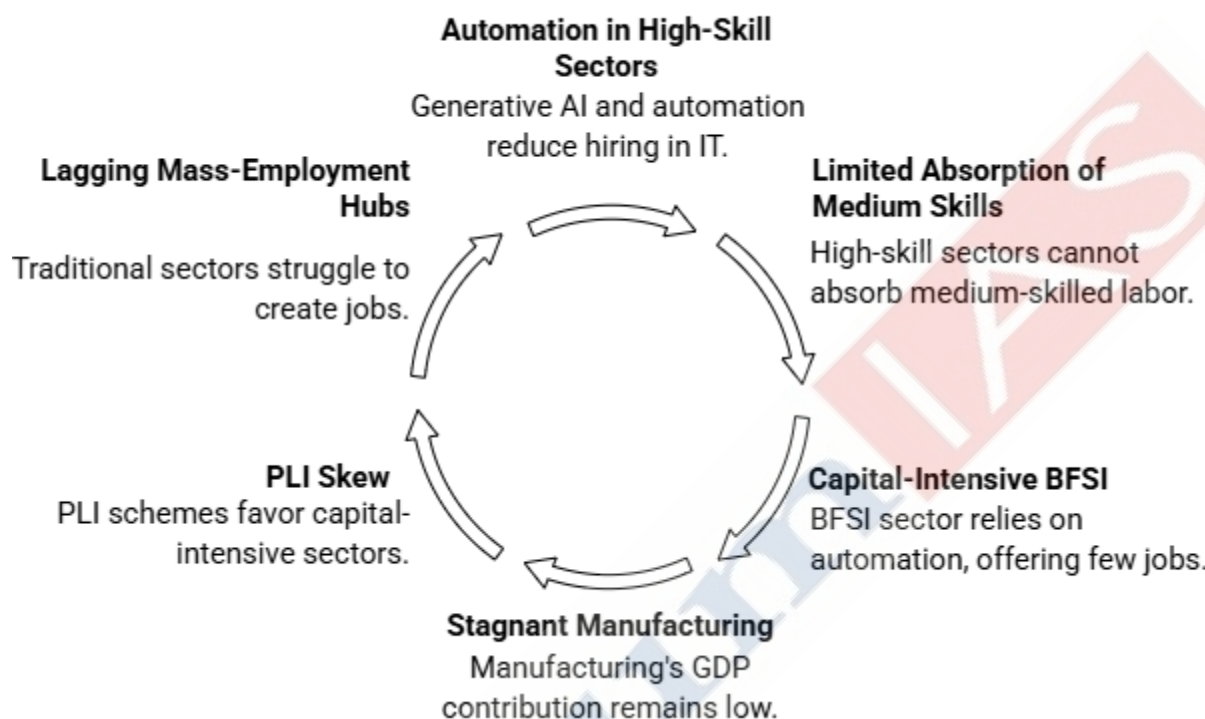 Automation in High-Skill
Sectors
Generative AI and automation
reduce hiring in IT.
Limited Absorption of
Medium Skills
High-skill sectors cannot
absorb medium-skilled labor.
Capital-Intensive BFSI
BFSI sector relies on
automation, offering few jobs.
Stagnant Manufacturing
Manufacturing's GDP
contribution remains low.
PLI Skew
PLI schemes favor capital-
intensive sectors.
Lagging Mass-Employment
Hubs
Traditional sectors struggle to
create jobs.
IAS